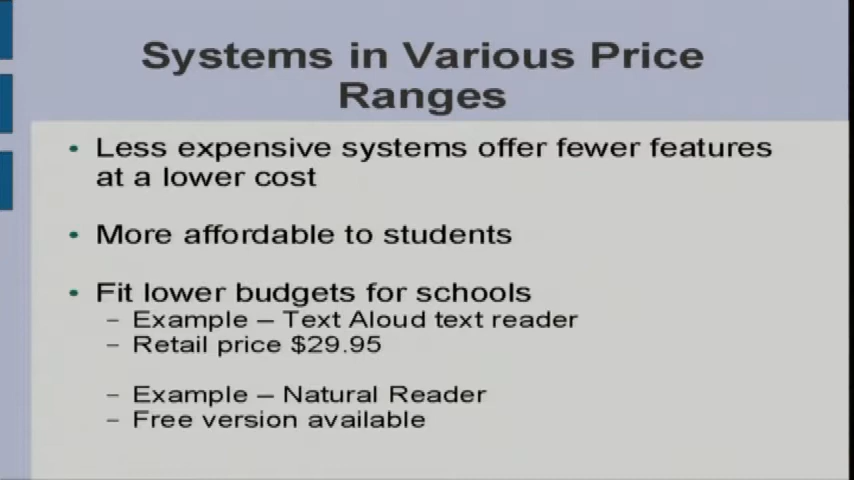 Systems in Various Price
Ranges
• Less expensive systems offer fewer features
at a lower cost
• More affordable to students
• Fit lower budgets for schools
– Example – Text Aloud text reader
– Retail price $29.95
– Example – Natural Reader
– Free version available